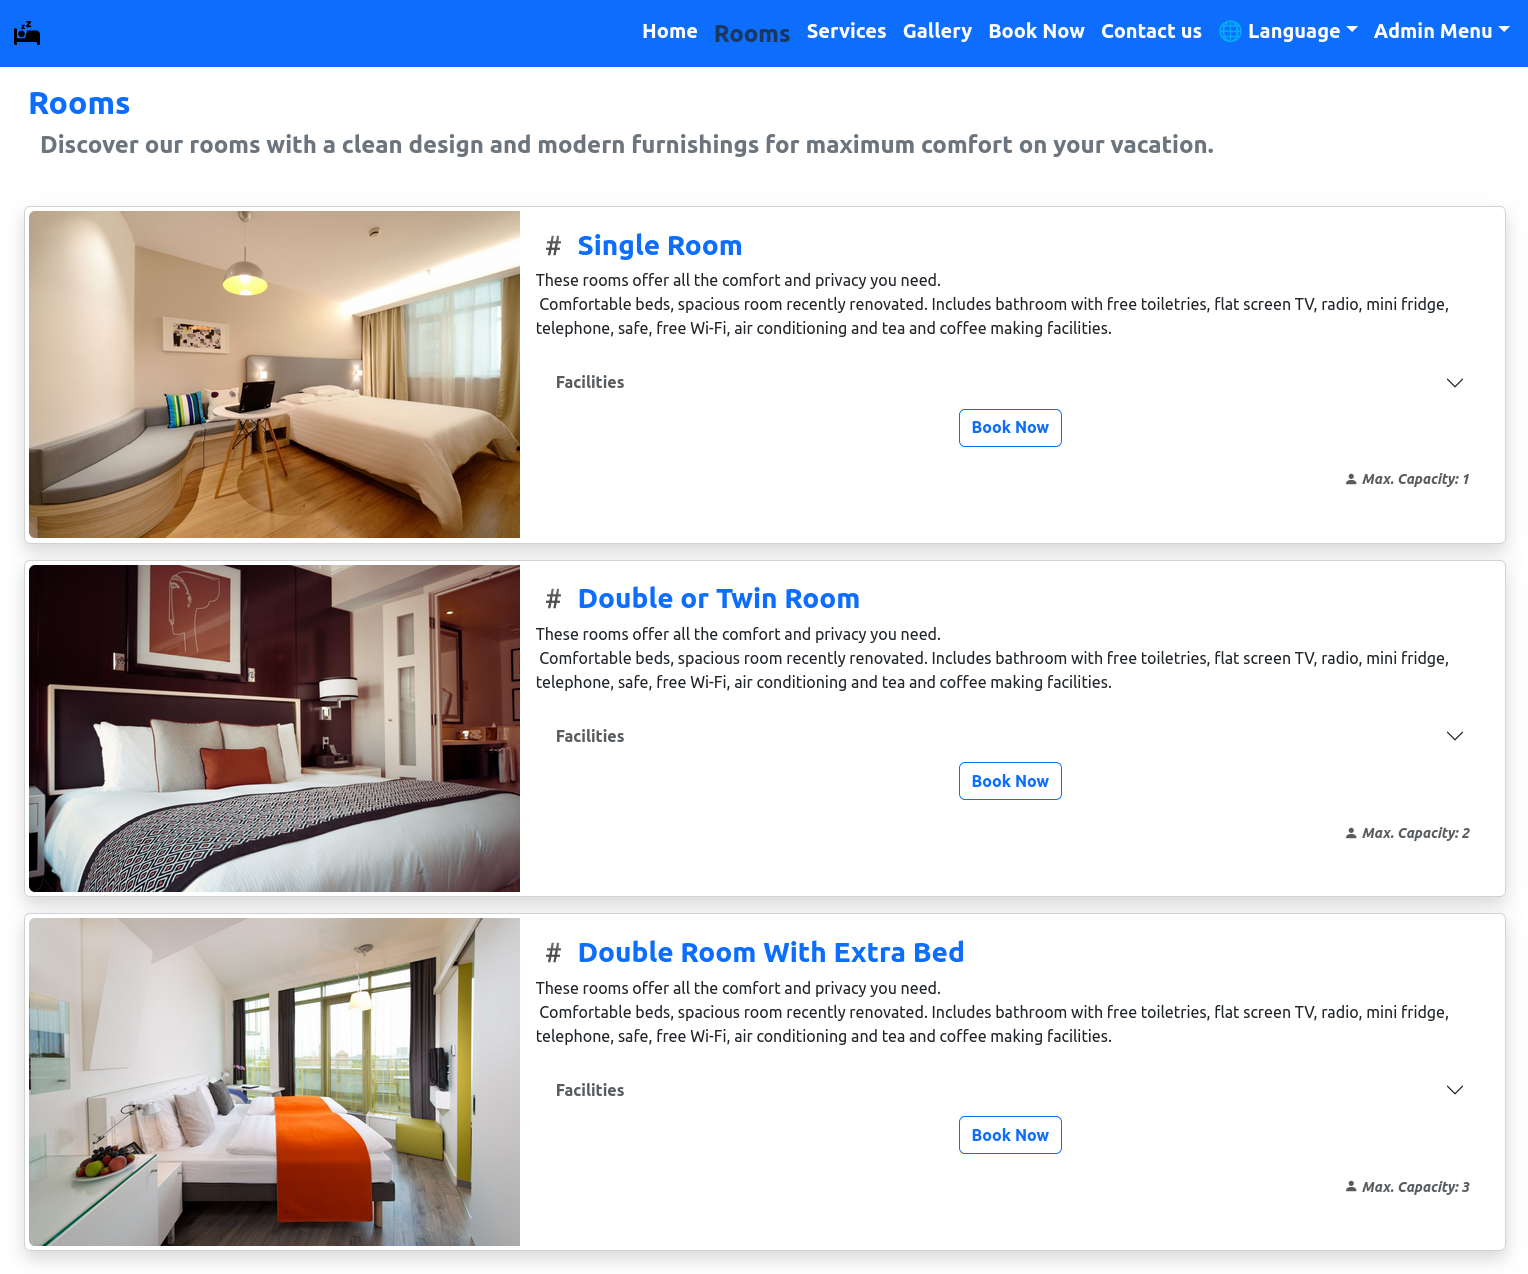 Home Rooms Services Gallery Book Now Contact us 🌐 Language Admin Menu
Rooms
Discover our rooms with a clean design and modern furnishings for maximum comfort on your vacation.
# Single Room
These rooms offer all the comfort and privacy you need.
Comfortable beds, spacious room recently renovated. Includes bathroom with free toiletries, flat screen TV, radio, mini fridge,
telephone, safe, free Wi-Fi, air conditioning and tea and coffee making facilities.
Facilities
Book Now
Max. Capacity: 1
# Double or Twin Room
These rooms offer all the comfort and privacy you need.
Comfortable beds, spacious room recently renovated. Includes bathroom with free toiletries, flat screen TV, radio, mini fridge,
telephone, safe, free Wi-Fi, air conditioning and tea and coffee making facilities.
Facilities
Book Now
Max. Capacity: 2
# Double Room With Extra Bed
These rooms offer all the comfort and privacy you need.
Comfortable beds, spacious room recently renovated. Includes bathroom with free toiletries, flat screen TV, radio, mini fridge,
telephone, safe, free Wi-Fi, air conditioning and tea and coffee making facilities.
Facilities
Book Now
Max. Capacity: 3